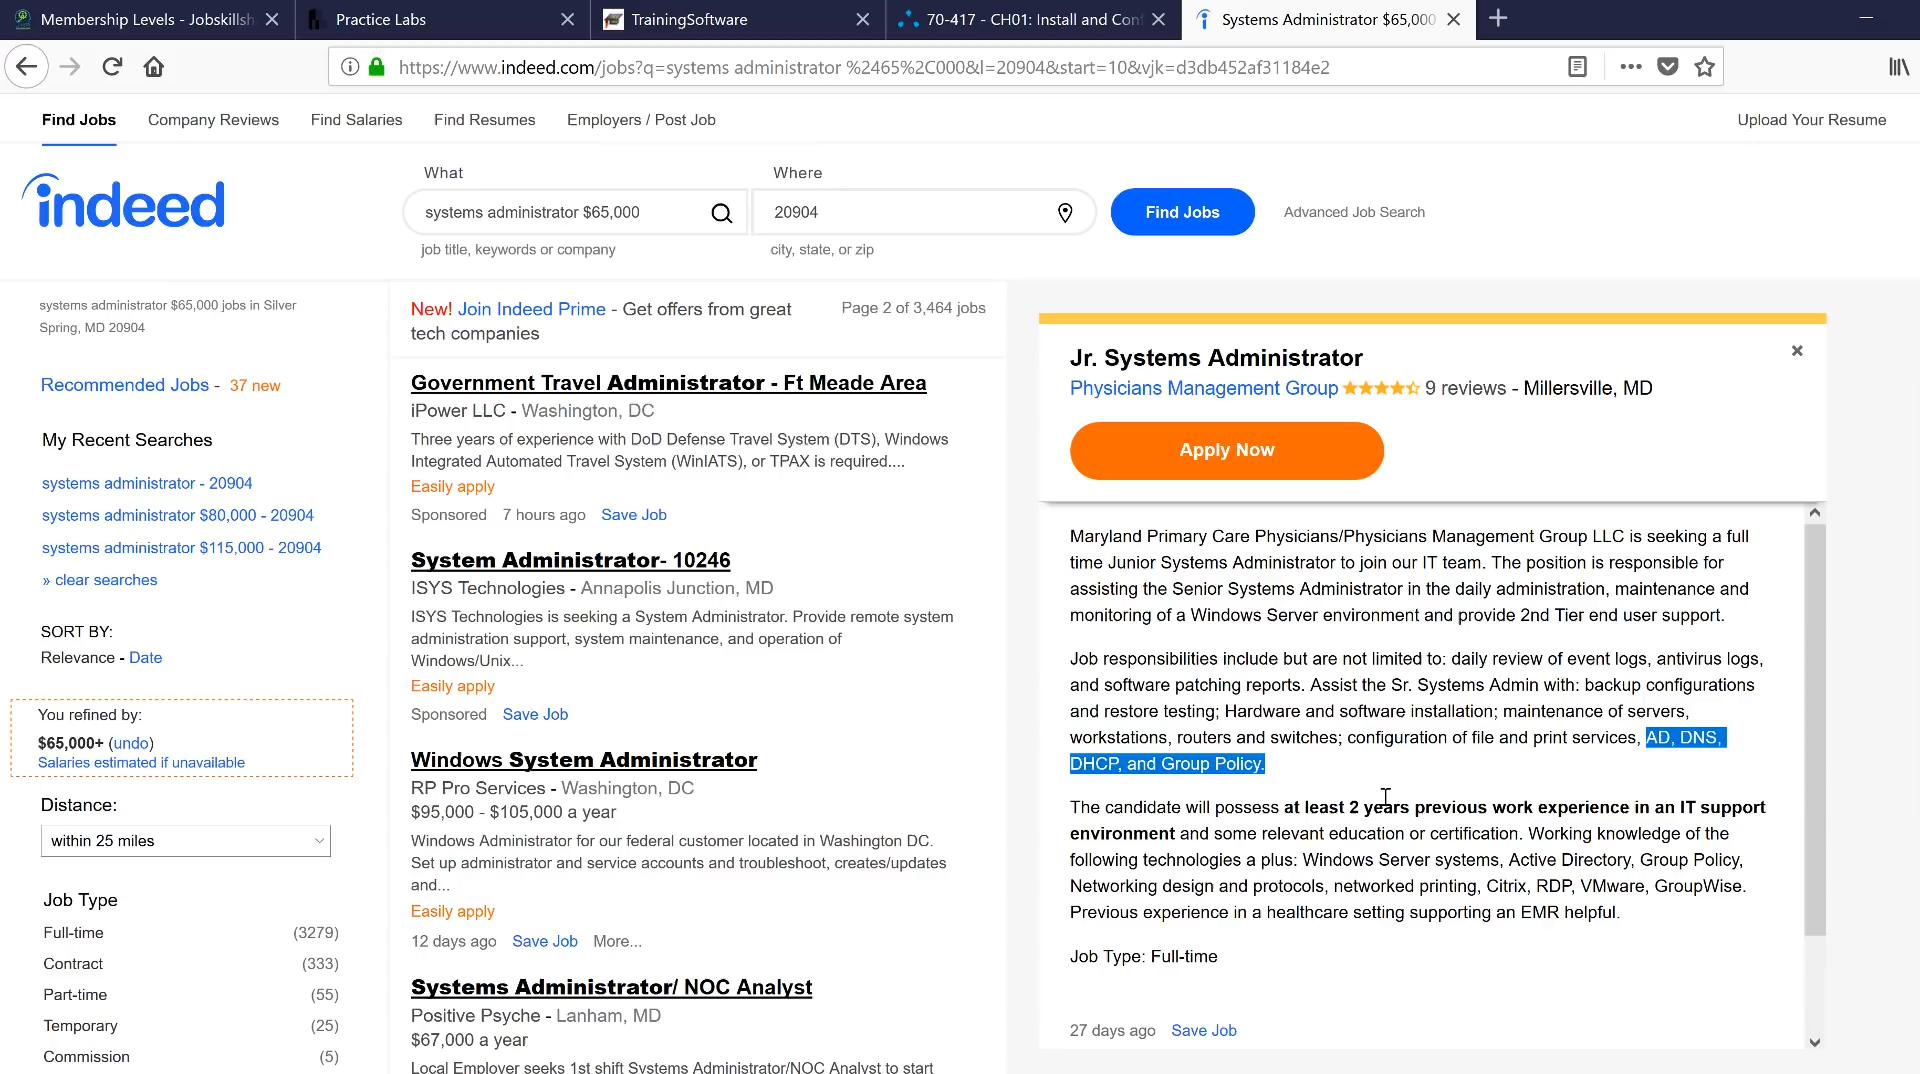 Membership Levels - Jobskillsh
Practice Labs
TrainingSoftware
70-417 - CH01: Install and Con
Systems Administrator $65,000
https://www.indeed.com/jobs?q=systems administrator %2465%2C000&l=20904&start=10&vjk=d3db452af31184e2
Find Jobs
Company Reviews
Find Salaries
Find Resumes
Employers / Post Job
Upload Your Resume
indeed
What
Where
systems administrator $65,000
20904
Find Jobs
Advanced Job Search
job title, keywords or company
city, state, or zip
systems administrator $65,000 jobs in Silver
Spring, MD 20904
Recommended Jobs - 37 new
My Recent Searches
systems administrator - 20904
systems administrator $80,000 - 20904
systems administrator $115,000 - 20904
» clear searches
SORT BY:
Relevance - Date
You refined by:
$65,000+ (undo)
Salaries estimated if unavailable
Distance:
within 25 miles
Job Type
Full-time (3279)
Contract (333)
Part-time (55)
Temporary (25)
Commission (5)
New! Join Indeed Prime - Get offers from great
tech companies
Page 2 of 3,464 jobs
Government Travel Administrator - Ft Meade Area
iPower LLC - Washington, DC
Three years of experience with DoD Defense Travel System (DTS), Windows
Integrated Automated Travel System (WinIATS), or TPAX is required....
Easily apply
Sponsored 7 hours ago Save Job
System Administrator- 10246
ISYS Technologies - Annapolis Junction, MD
ISYS Technologies is seeking a System Administrator. Provide remote system
administration support, system maintenance, and operation of
Windows/Unix...
Easily apply
Sponsored Save Job
Windows System Administrator
RP Pro Services - Washington, DC
$95,000 - $105,000 a year
Windows Administrator for our federal customer located in Washington DC.
Set up administrator and service accounts and troubleshoot, creates/updates
and...
Easily apply
12 days ago Save Job More...
Systems Administrator/ NOC Analyst
Positive Psyche - Lanham, MD
$67,000 a year
Local Employer seeks 1st shift Systems Administrator/NOC Analyst to start
Jr. Systems Administrator
Physicians Management Group 9 reviews - Millersville, MD
Apply Now
Maryland Primary Care Physicians/Physicians Management Group LLC is seeking a full
time Junior Systems Administrator to join our IT team. The position is responsible for
assisting the Senior Systems Administrator in the daily administration, maintenance and
monitoring of a Windows Server environment and provide 2nd Tier end user support.
Job responsibilities include but are not limited to: daily review of event logs, antivirus logs,
and software patching reports. Assist the Sr. Systems Admin with: backup configurations
and restore testing; Hardware and software installation; maintenance of servers,
workstations, routers and switches; configuration of file and print services, AD, DNS,
DHCP, and Group Policy.
The candidate will possess at least 2 years previous work experience in an IT support
environment and some relevant education or certification. Working knowledge of the
following technologies a plus: Windows Server systems, Active Directory, Group Policy,
Networking design and protocols, networked printing, Citrix, RDP, VMware, GroupWise.
Previous experience in a healthcare setting supporting an EMR helpful.
Job Type: Full-time
27 days ago Save Job